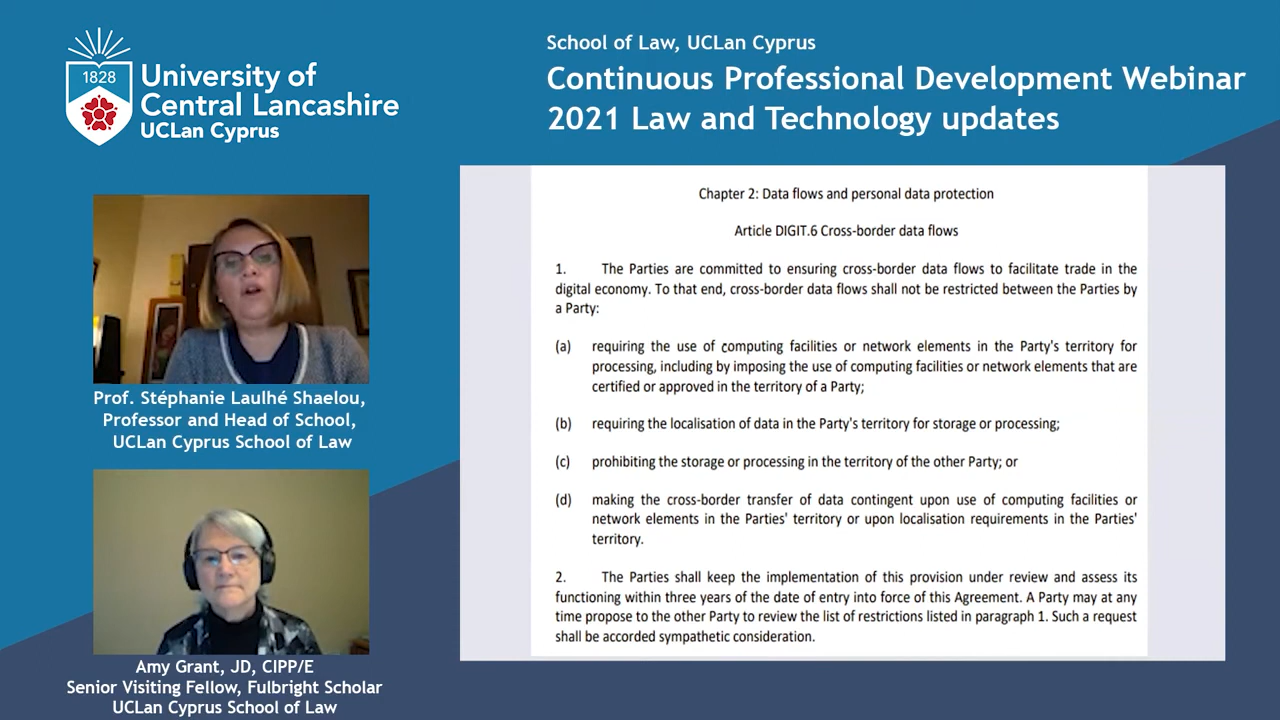 1828
University of
Central Lancashire
UCLan Cyprus
School of Law, UCLan Cyprus
Continuous Professional Development Webinar
2021 Law and Technology updates
Prof. Stéphanie Laulhé Shaelou,
Professor and Head of School,
UCLan Cyprus School of Law
Amy Grant, JD, CIPP/E
Senior Visiting Fellow, Fulbright Scholar
UCLan Cyprus School of Law
Chapter 2: Data flows and personal data protection
Article DIGIT.6 Cross-border data flows
1. The Parties are committed to ensuring cross-border data flows to facilitate trade in the
digital economy. To that end, cross-border data flows shall not be restricted between the Parties by
a Party:
(a) requiring the use of computing facilities or network elements in the Party's territory for
processing, including by imposing the use of computing facilities or network elements that are
certified or approved in the territory of a Party;
(b) requiring the localisation of data in the Party's territory for storage or processing;
(c) prohibiting the storage or processing in the territory of the other Party; or
(d) making the cross-border transfer of data contingent upon use of computing facilities or
network elements in the Parties' territory or upon localisation requirements in the Parties'
territory.
2. The Parties shall keep the implementation of this provision under review and assess its
functioning within three years of the date of entry into force of this Agreement. A Party may at any
time propose to the other Party to review the list of restrictions listed in paragraph 1. Such a request
shall be accorded sympathetic consideration.